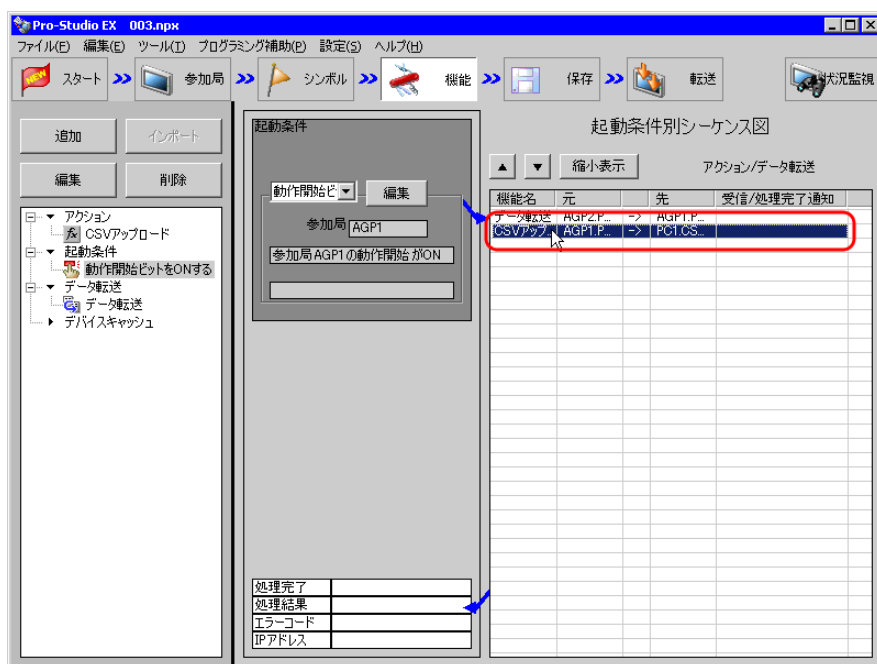 Pro-Studio EX 003.npx
ファイル(F) 編集(E) ツール(T) プログラミング補助(P) 設定(S) ヘルプ(H)
NEW スタート 参加局 シンボル 機能 保存 転送 状況監視
追加 インポート
編集 削除
アクション
fx CSVアップロード
起動条件
動作開始ビットをONする
データ転送
データ転送
デバイスキャッシュ
起動条件
動作開始ビ 編集
参加局 AGP1
参加局AGP1の動作開始がON
処理完了
処理結果
エラーコード
IPアドレス
起動条件別シーケンス図
縮小表示 アクション/データ転送
機能名 元 先 受信/処理完了通知
データ転送 AGP2.P... -> AGP1.P...
CSVアップ... AGP1.P... -> PC1.CS...